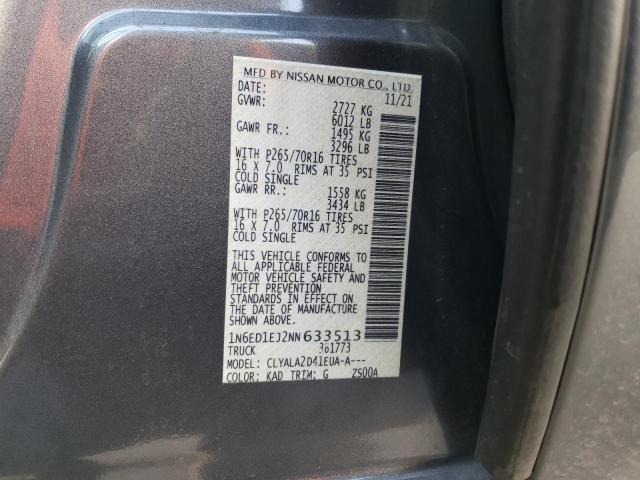 MFD BY NISSAN MOTOR CO., LTD.
DATE: 11/21
GVWR: 2727 KG
6012 LB
GAWR FR.: 1495 KG
3296 LB
WITH P265/70R16 TIRES
16 X 7.0 RIMS AT 35 PSI
COLD SINGLE
GAWR RR.: 1558 KG
3434 LB
WITH P265/70R16 TIRES
16 X 7.0 RIMS AT 35 PSI
COLD SINGLE
THIS VEHICLE CONFORMS TO
ALL APPLICABLE FEDERAL
MOTOR VEHICLE SAFETY AND
THEFT PREVENTION
STANDARDS IN EFFECT ON
THE DATE OF MANUFACTURE
SHOWN ABOVE.
1N6ED1EJ2NN633513
TRUCK 361773
MODEL: CLYALA2D41EUA-A---
COLOR: KAD TRIM: G ZS00A